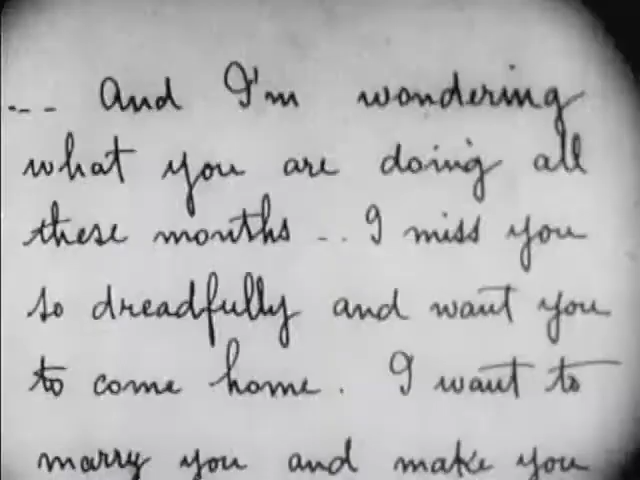 --- And I'm wondering
what you are doing all
these months -.. I miss you
so dreadfully and want you
to come home. I want to
marry you and make you